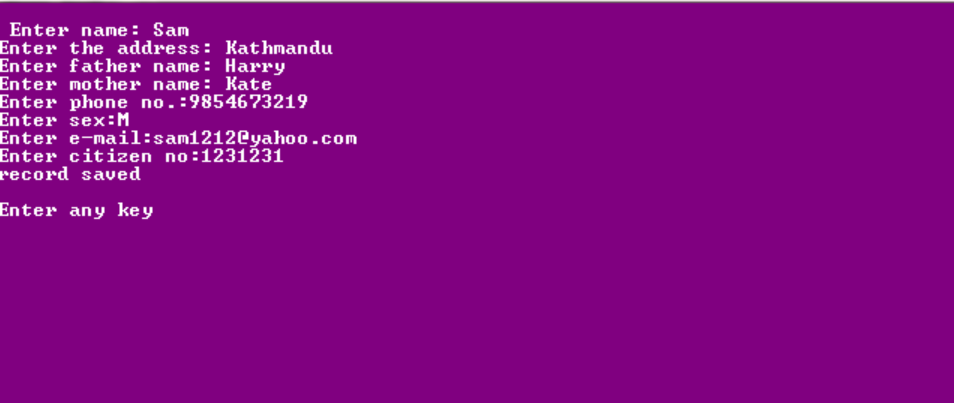 Enter name: Sam
Enter the address: Kathmandu
Enter father name: Harry
Enter mother name: Kate
Enter phone no.:9854673219
Enter sex:M
Enter e-mail:sam1212@yahoo.com
Enter citizen no:1231231
record saved
Enter any key